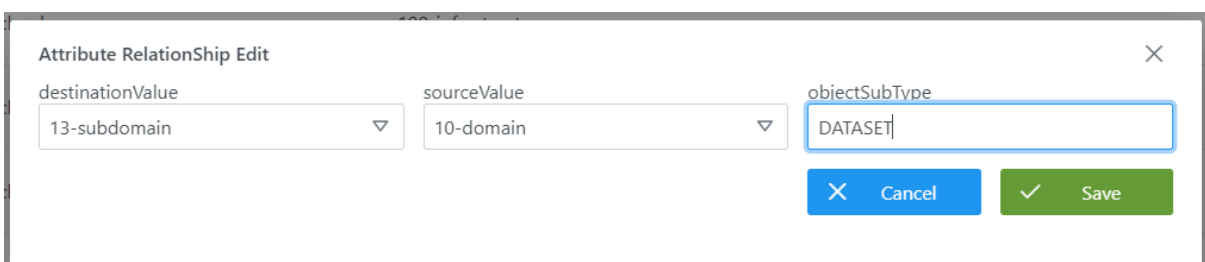 Attribute RelationShip Edit
destinationValue
sourceValue
objectSubType
13-subdomain
10-domain
DATASET
Cancel
Save